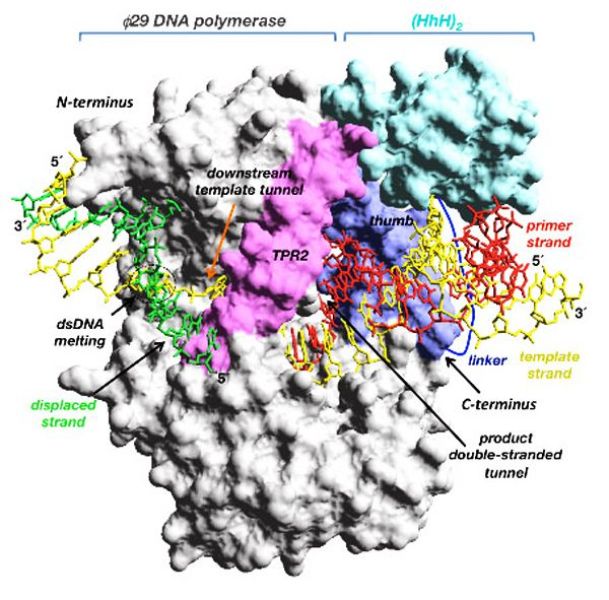 ϕ29 DNA polymerase
(HhH)₂
N-terminus
5´
downstream
template tunnel
thumb
3´
TPR2
primer
strand
5´
3´
dsDNA
melting
linker
template
strand
5´
displaced
strand
C-terminus
product
double-stranded
tunnel